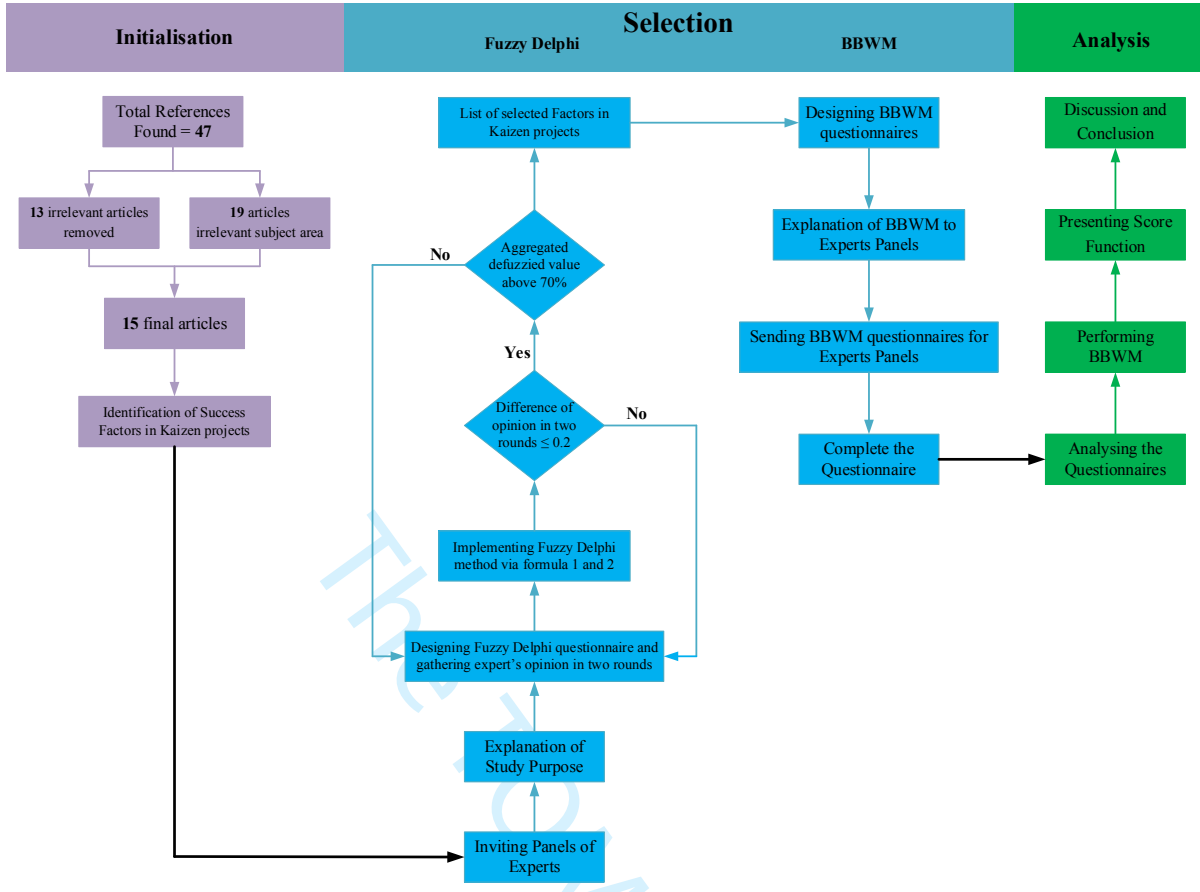 Initialisation
Selection
Fuzzy Delphi
BBWM
Analysis
Total References
Found = 47
13 irrelevant articles
removed
19 articles
irrelevant subject area
15 final articles
Identification of Success
Factors in Kaizen projects
List of selected Factors in
Kaizen projects
No
Aggregated
defuzzied value
above 70%
Yes
Difference of
opinion in two
rounds ≤ 0.2
No
Implementing Fuzzy Delphi
method via formula 1 and 2
Designing Fuzzy Delphi questionnaire and
gathering expert's opinion in two rounds
Explanation of
Study Purpose
Inviting Panels of
Experts
Designing BBWM
questionnaires
Explanation of BBWM to
Experts Panels
Sending BBWM questionnaires for
Experts Panels
Complete the
Questionnaire
Discussion and
Conclusion
Presenting Score
Function
Performing
BBWM
Analysing the
Questionnaires
The